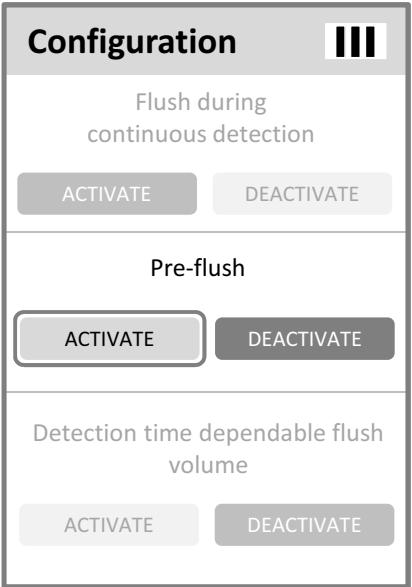 Configuration
Flush during
continuous detection
ACTIVATE DEACTIVATE
Pre-flush
ACTIVATE DEACTIVATE
Detection time dependable flush
volume
ACTIVATE DEACTIVATE